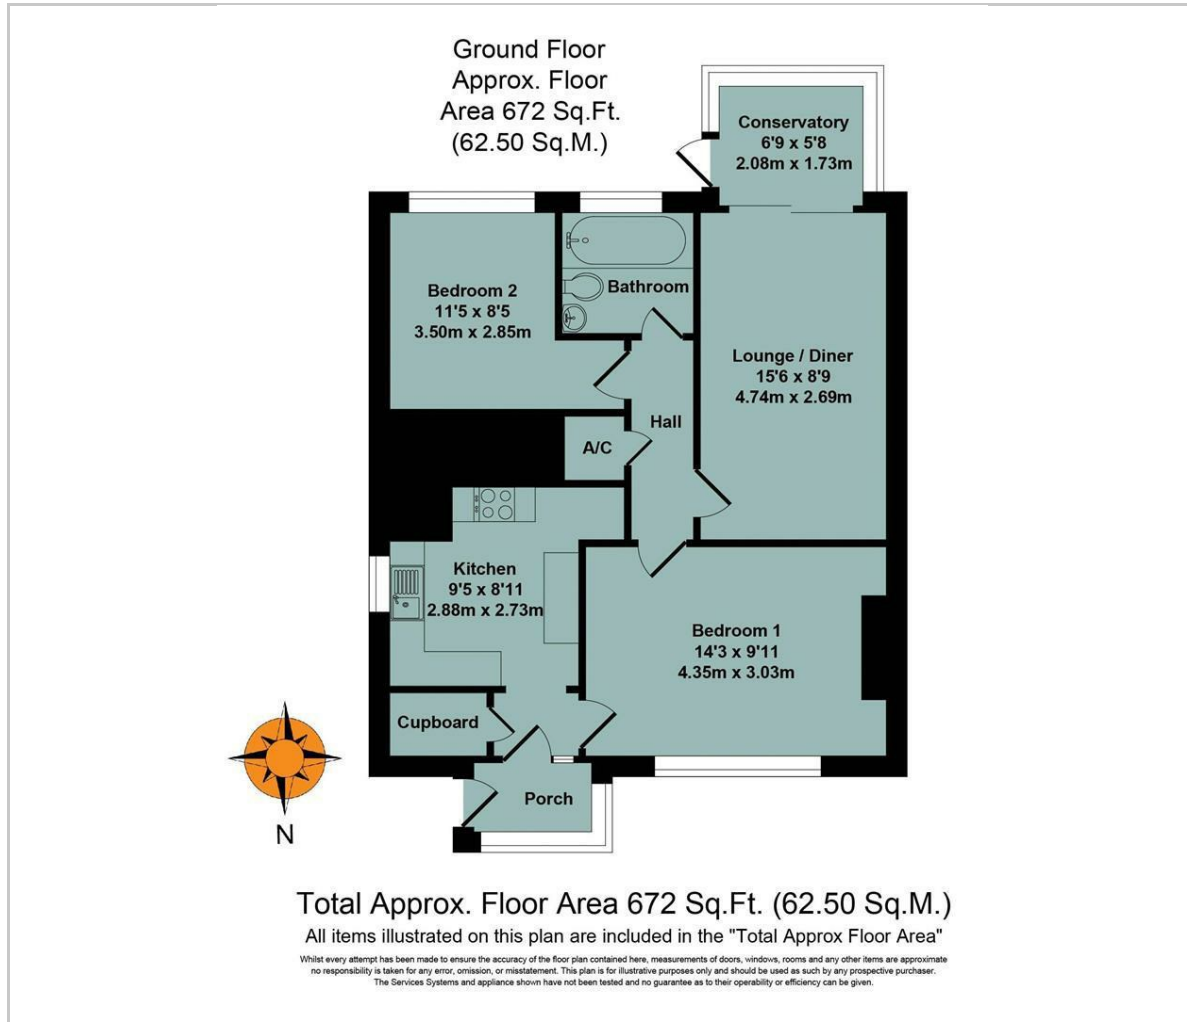 Ground Floor
Approx. Floor
Area 672 Sq.Ft.
(62.50 Sq.M.)
Conservatory
6'9 x 5'8
2.08m x 1.73m
Bedroom 2
11'5 x 8'5
3.50m x 2.85m
Bathroom
Lounge / Diner
15'6 x 8'9
4.74m x 2.69m
Hall
A/C
Kitchen
9'5 x 8'11
2.88m x 2.73m
Bedroom 1
14'3 x 9'11
4.35m x 3.03m
Cupboard
Porch
N
Total Approx. Floor Area 672 Sq.Ft. (62.50 Sq.M.)
All items illustrated on this plan are included in the "Total Approx Floor Area"
Whilst every attempt has been made to ensure the accuracy of the floor plan contained here, measurements of doors, windows, rooms and any other items are approximate
no responsibility is taken for any error, omission, or misstatement. This plan is for illustrative purposes only and should be used as such by any prospective purchaser.
The Services Systems and appliance shown have not been tested and no guarantee as to their operability or efficiency can be given.